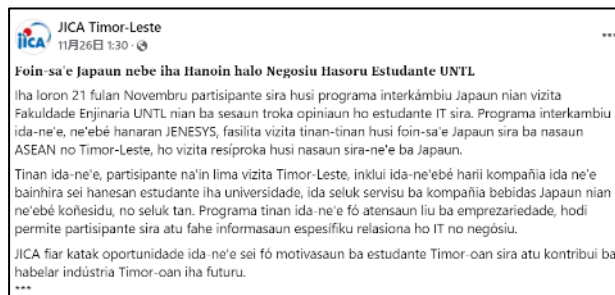 JICA Timor-Leste
11月26日 1:30 ·
Foin-sa'e Japaun nebe iha Hanoin halo Negosiu Hasoru Estudante UNTL
Iha loron 21 fulan Novembru partisipante sira husi programa interkámbiu Japaun nian vizita
Fakuldade Enjinaria UNTL nian ba sesaun troka opiniaun ho estudante IT sira. Programa interkambiu
ida-ne'e, ne'ebé hanaran JENESYS, fasilita vizita tinan-tinan husi foin-sa'e Japaun sira ba nasaun
ASEAN no Timor-Leste, ho vizita resíproka husi nasaun sira-ne'e ba Japaun.
Tinan ida-ne'e, partisipante na'in lima vizita Timor-Leste, inklui ida-ne'ebé harii kompañia ida ne'e
bainhira sei hanesan estudante iha universidade, ida seluk servisu ba kompañia bebidas Japaun nian
ne'ebé koñesidu, no seluk tan. Programa tinan ida-ne'e fó atensaun liu ba emprezariedade, hodi
permite partisipante sira atu fahe informasaun espesífiku relasiona ho IT no negósiu.
JICA fiar katak oportunidade ida-ne'e sei fó motivasaun ba estudante Timor-oan sira atu kontribui ba
habelar indústria Timor-oan iha futuru.
***